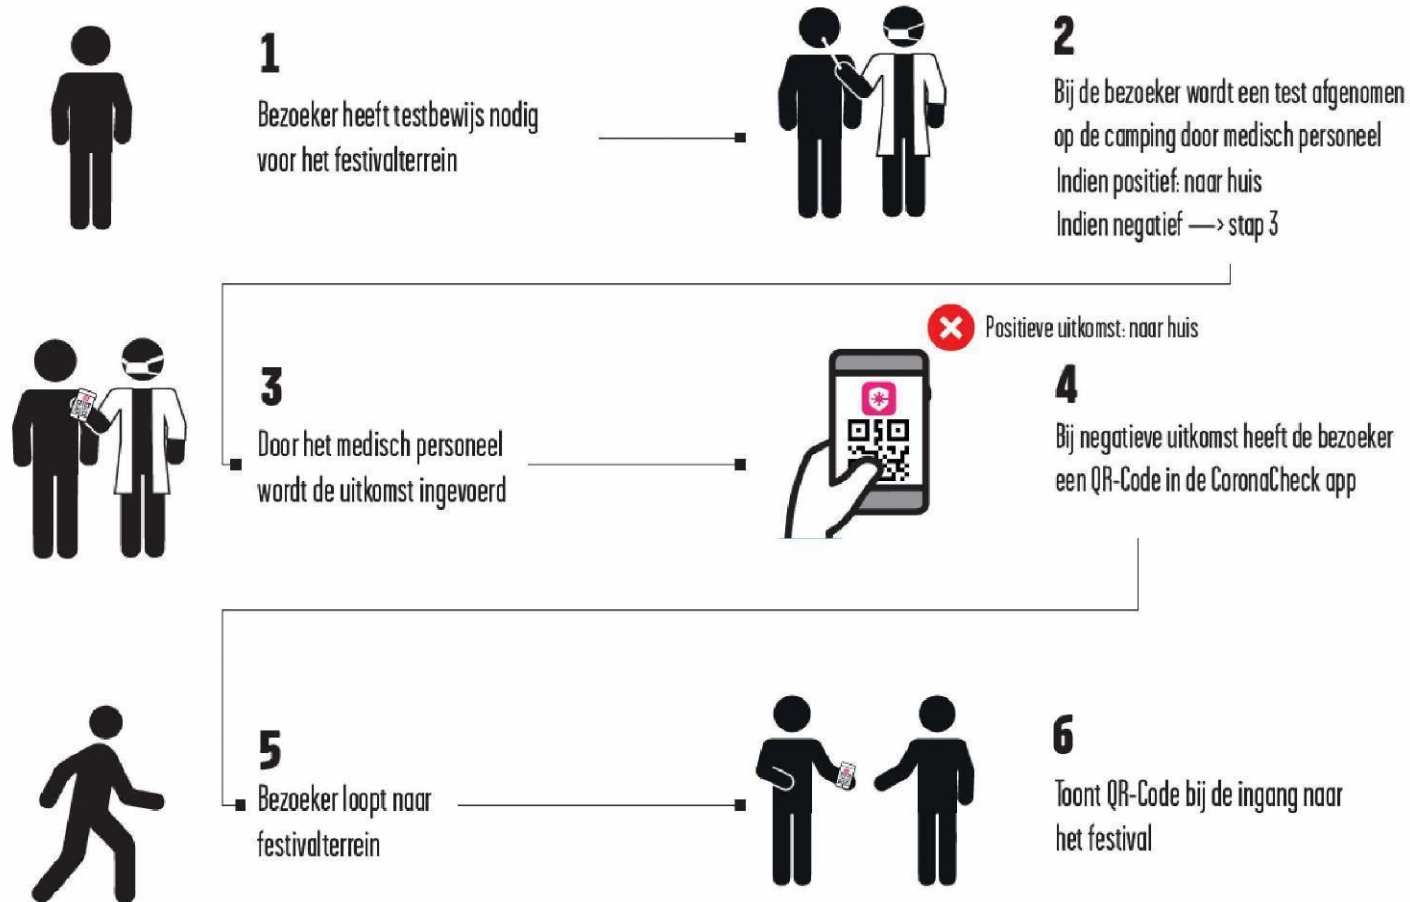 1
Bezoeker heeft testbewijs nodig
voor het festivalterrein
2
Bij de bezoeker wordt een test afgenomen
op de camping door medisch personeel
Indien positief: naar huis
Indien negatief —> stap 3
3
Door het medisch personeel
wordt de uitkomst ingevoerd
Positieve uitkomst: naar huis
4
Bij negatieve uitkomst heeft de bezoeker
een QR-Code in de CoronaCheck app
5
Bezoeker loopt naar
festivalterrein
6
Toont QR-Code bij de ingang naar
het festival